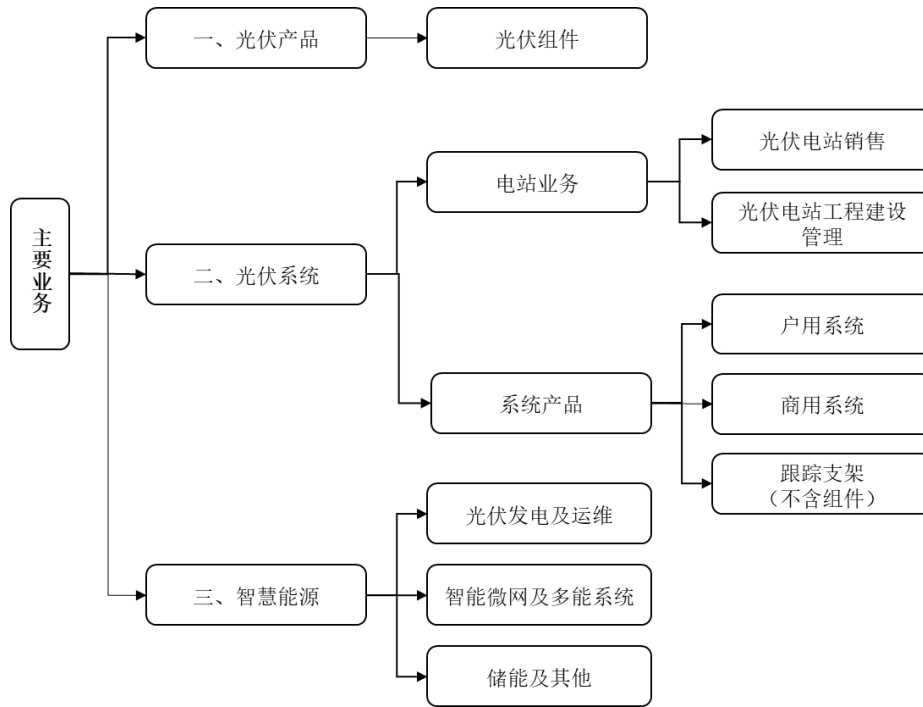 主要业务
一、光伏产品
光伏组件
二、光伏系统
电站业务
光伏电站销售
光伏电站工程建设
管理
系统产品
户用系统
商用系统
跟踪支架
（不含组件）
三、智慧能源
光伏发电及运维
智能微网及多能系统
储能及其他